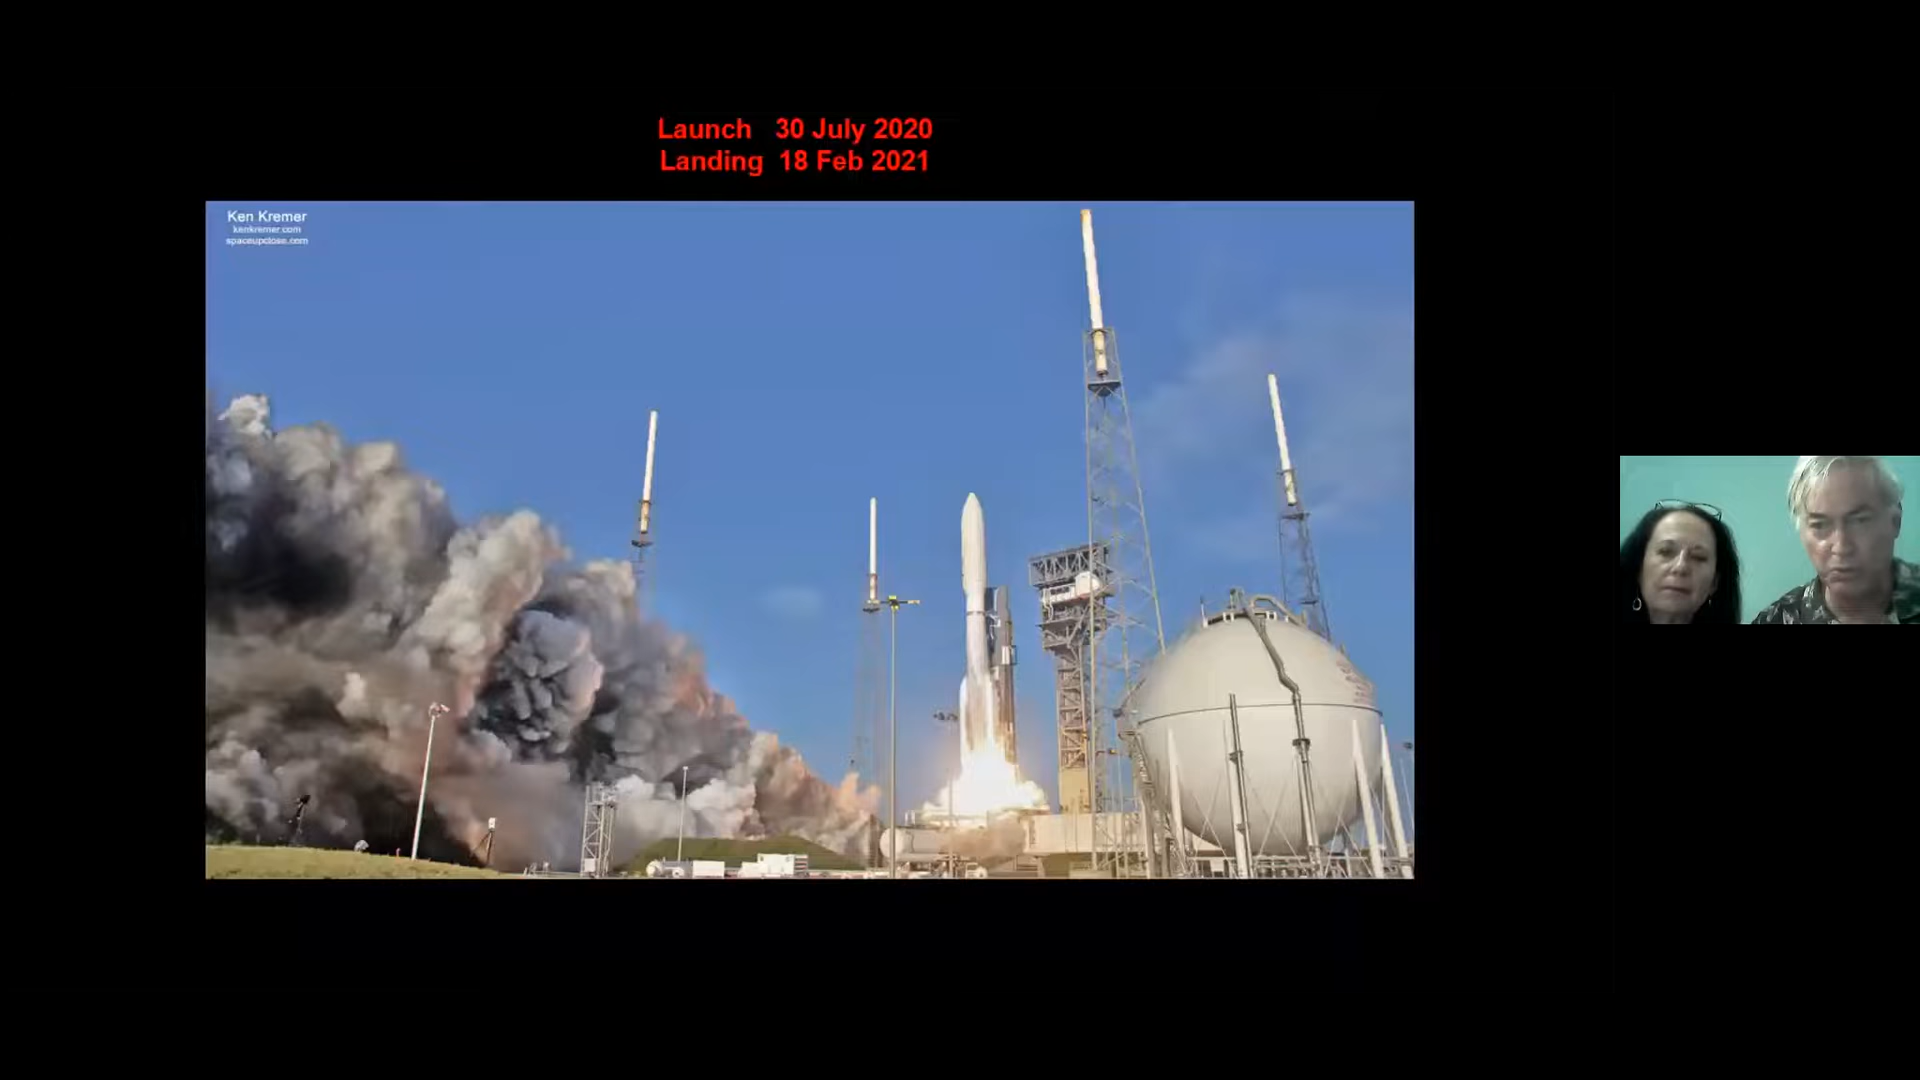 Launch 30 July 2020
Landing 18 Feb 2021
Ken Kremer
kenkremer.com
spaceupclose.com